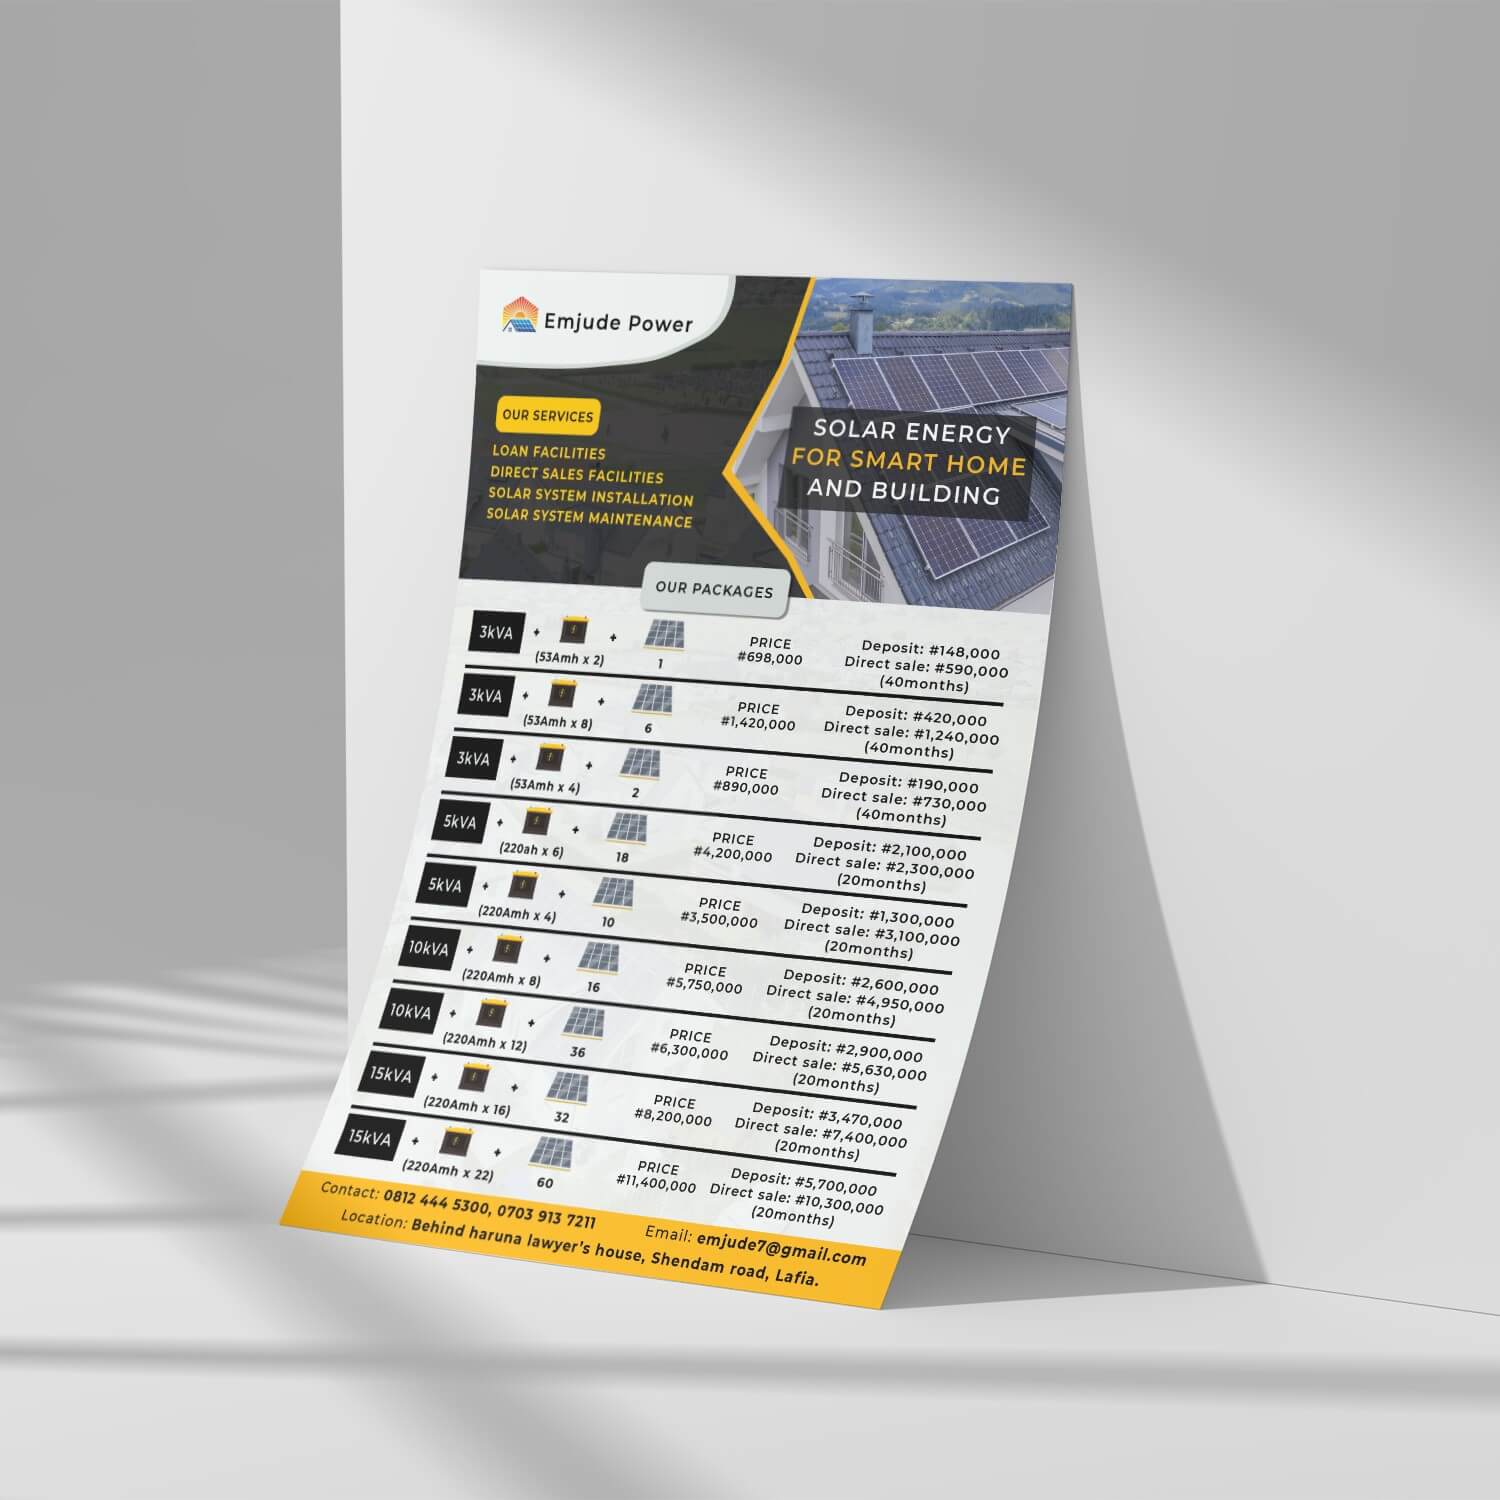 Emjude Power
OUR SERVICES
LOAN FACILITIES
DIRECT SALES FACILITIES
SOLAR SYSTEM INSTALLATION
SOLAR SYSTEM MAINTENANCE
SOLAR ENERGY
FOR SMART HOME
AND BUILDING
OUR PACKAGES
3kVA + (53Amh x 2) + 1 PRICE #698,000 Deposit: #148,000
Direct sale: #590,000
(40months)
3kVA + (53Amh x 8) + 6 PRICE #1,420,000 Deposit: #420,000
Direct sale: #1,240,000
(40months)
3kVA + (53Amh x 4) + 2 PRICE #890,000 Deposit: #190,000
Direct sale: #730,000
(40months)
5kVA + (220ah x 6) + 18 PRICE #4,200,000 Deposit: #2,100,000
Direct sale: #2,300,000
(20months)
5kVA + (220Amh x 4) + 10 PRICE #3,500,000 Deposit: #1,300,000
Direct sale: #3,100,000
(20months)
10kVA + (220Amh x 8) + 16 PRICE #5,750,000 Deposit: #2,600,000
Direct sale: #4,950,000
(20months)
10kVA + (220Amh x 12) + 36 PRICE #6,300,000 Deposit: #2,900,000
Direct sale: #5,630,000
(20months)
15kVA + (220Amh x 16) + 32 PRICE #8,200,000 Deposit: #3,470,000
Direct sale: #7,400,000
(20months)
15kVA + (220Amh x 22) + 60 PRICE #11,400,000 Deposit: #5,700,000
Direct sale: #10,300,000
(20months)
Contact: 0812 444 5300, 0703 913 7211 Email: emjude7@gmail.com
Location: Behind haruna lawyer's house, Shendam road, Lafia.